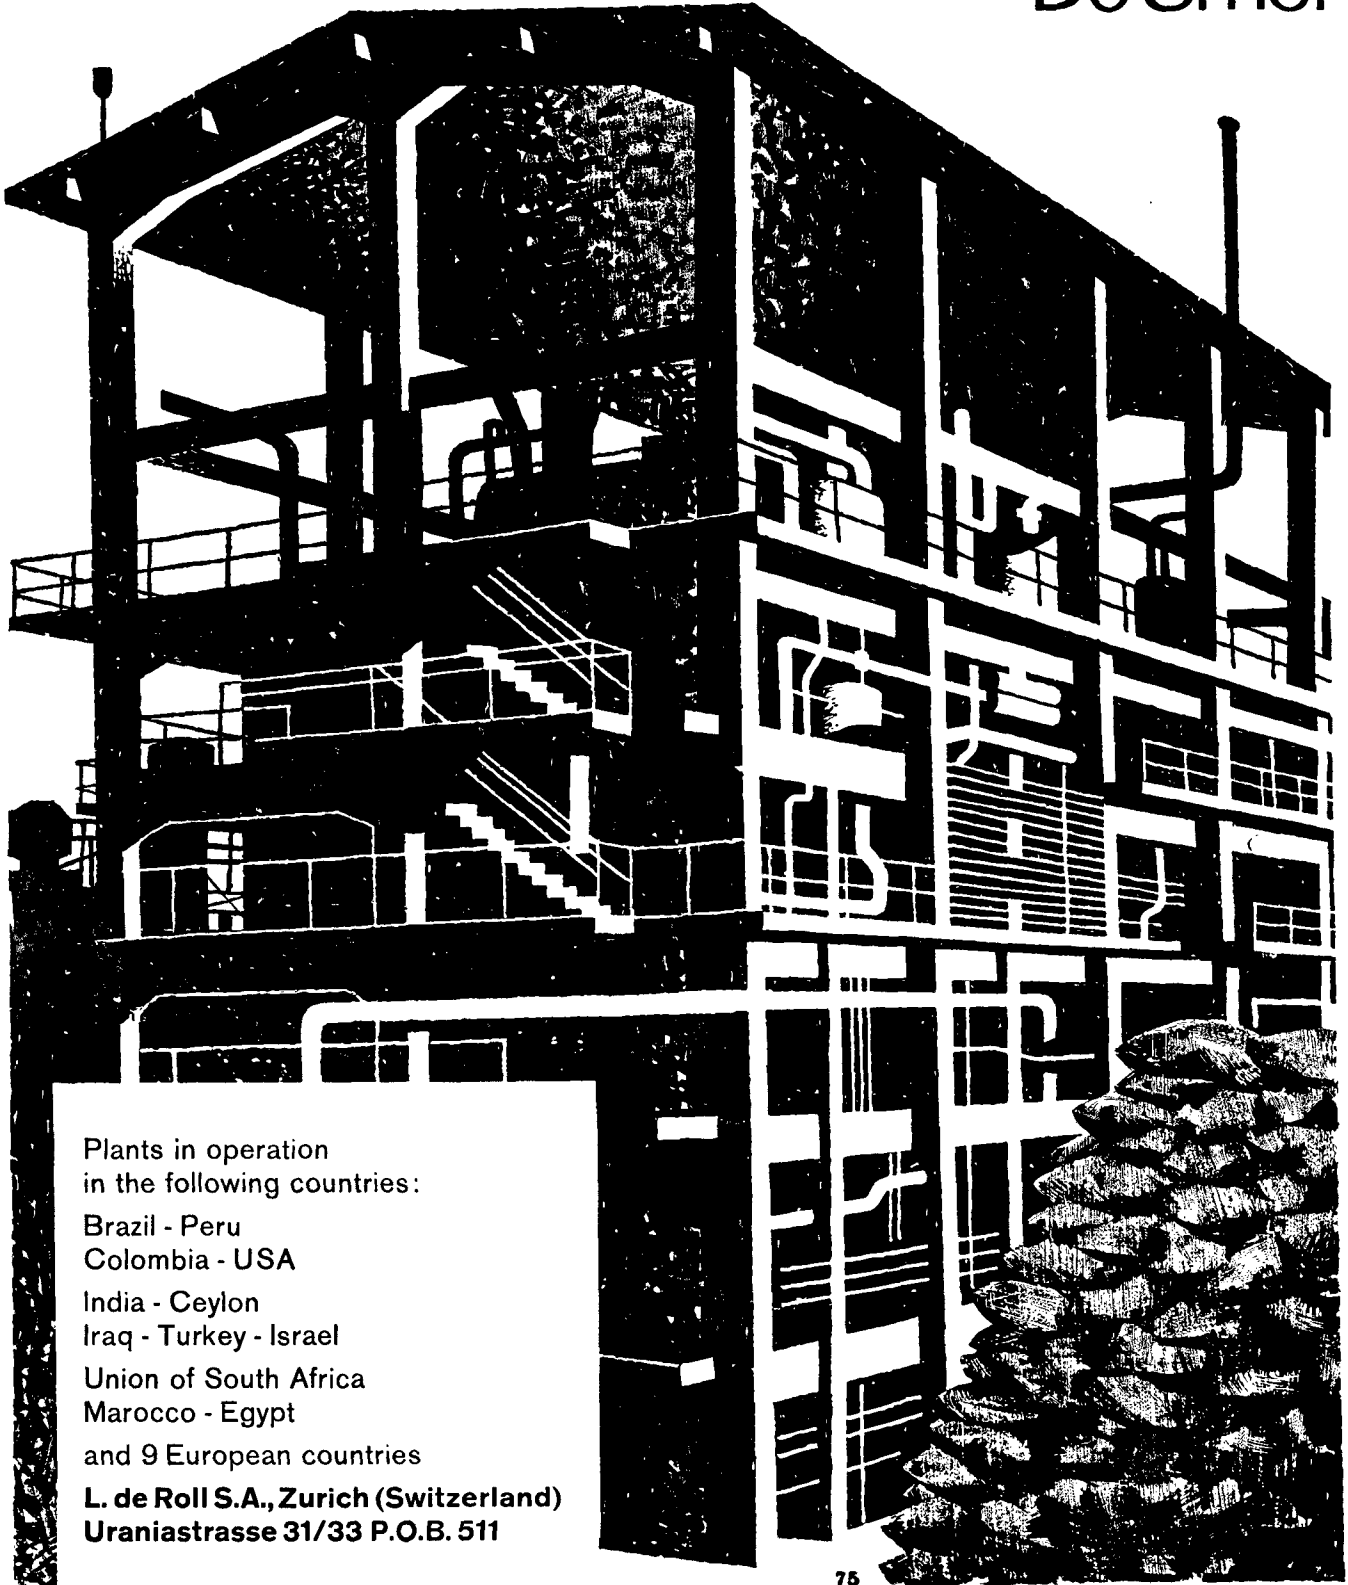 Plants in operation
in the following countries:
Brazil - Peru
Colombia - USA
India - Ceylon
Iraq - Turkey - Israel
Union of South Africa
Marocco - Egypt
and 9 European countries
L. de Roll S.A., Zurich (Switzerland)
Uraniastrasse 31/33 P.O.B. 511
75